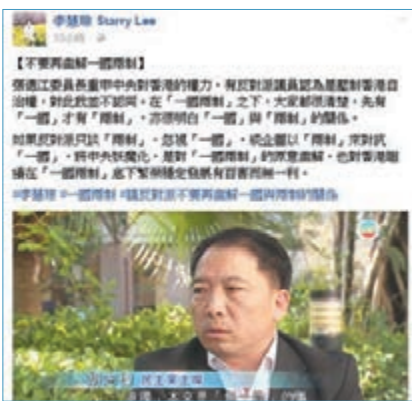 李慧琼 Starry Lee
【不要再曲解一國兩制】
張德江委員長重申中央對香港的權力，有反對派議員認為是壓制香港自
治權，對此我並不認同。在「一國兩制」之下，大家都很清楚，先有
「一國」才有「兩制」，亦很明白「一國」與「兩制」的關係。
如果反對派只談「兩制」，忽視「一國」，或企圖以「兩制」來對抗
「一國」，將中央妖魔化，是對「一國兩制」的原意曲解，也對香港繼
續在「一國兩制」底下繁榮穩定發展有百害而無一利。
#李慧琼 #一國兩制 #請反對派不要再曲解一國與兩制的關係
民主黨主席